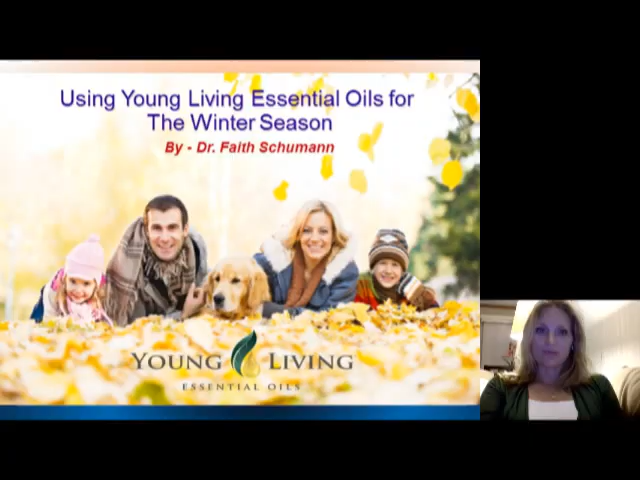 Using Young Living Essential Oils for
The Winter Season
By - Dr. Faith Schumann
YOUNG LIVING
ESSENTIAL OILS